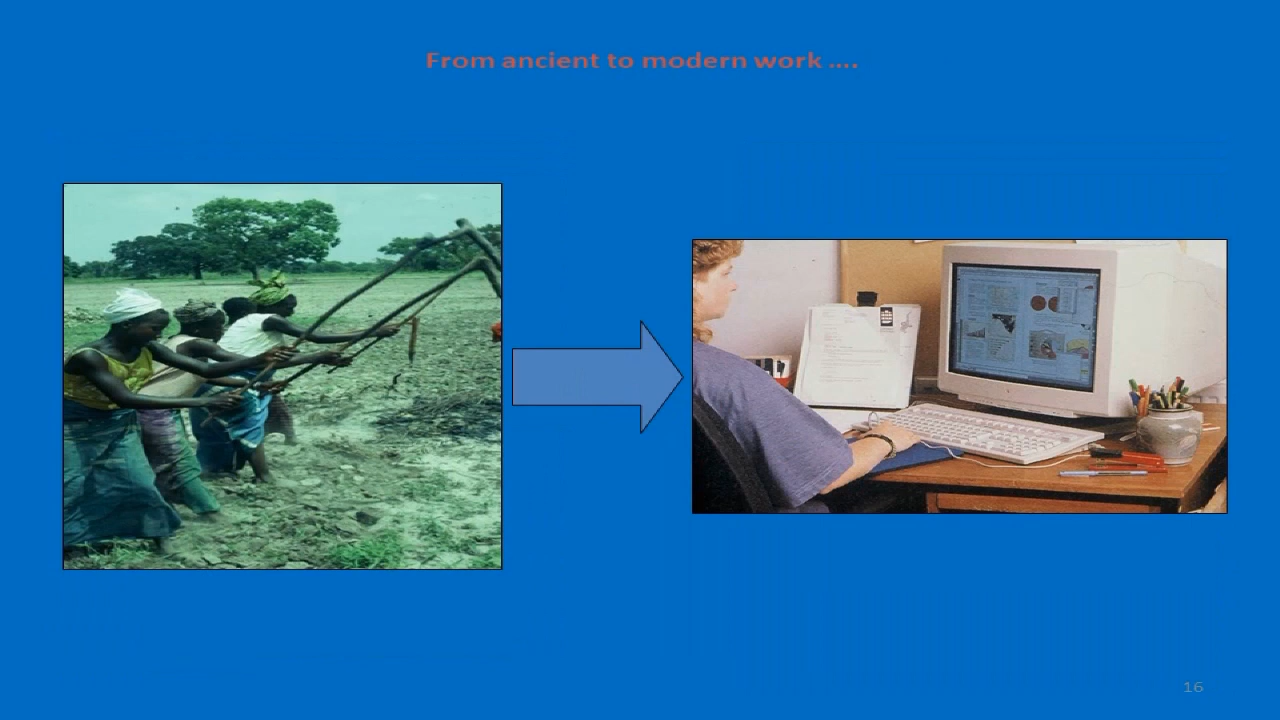 From ancient to modern work ....
16